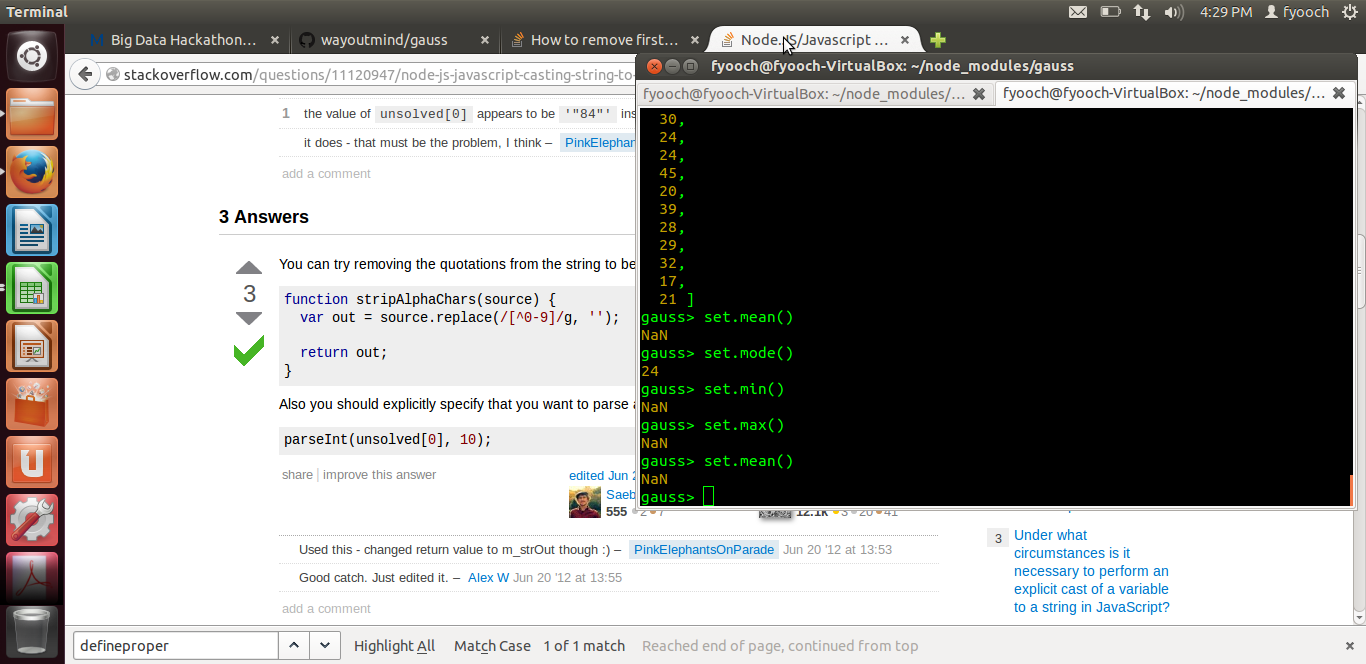 Terminal
4:29 PM
fyooch
Big Data Hackathon...
wayoutmind/gauss
How to remove first...
Node.JS/Javascript ...
stackoverflow.com/questions/11120947/node-js-javascript-casting-string-to-
1 the value of unsolved[0] appears to be '"84"' ins
it does - that must be the problem, I think – PinkElephan
add a comment
3 Answers
3
You can try removing the quotations from the string to be
function stripAlphaChars(source) {
var out = source.replace(/[^0-9]/g, '');
return out;
}
Also you should explicitly specify that you want to parse
parseInt(unsolved[0], 10);
share improve this answer
edited Jun
Saeb
555 2 7
12.1k 3 20 41
Used this - changed return value to m_strOut though :) – PinkElephantsOnParade Jun 20 '12 at 13:53
Good catch. Just edited it. – Alex W Jun 20 '12 at 13:55
add a comment
3 Under what
circumstances is it
necessary to perform an
explicit cast of a variable
to a string in JavaScript?
fyooch@fyooch-VirtualBox: ~/node_modules/gauss
fyooch@fyooch-VirtualBox: ~/node_modules/...
fyooch@fyooch-VirtualBox: ~/node_modules/...
30,
24,
24,
45,
20,
39,
28,
29,
32,
17,
21 ]
gauss> set.mean()
NaN
gauss> set.mode()
24
gauss> set.min()
NaN
gauss> set.max()
NaN
gauss> set.mean()
NaN
gauss>
defineproper
Highlight All
Match Case
1 of 1 match
Reached end of page, continued from top